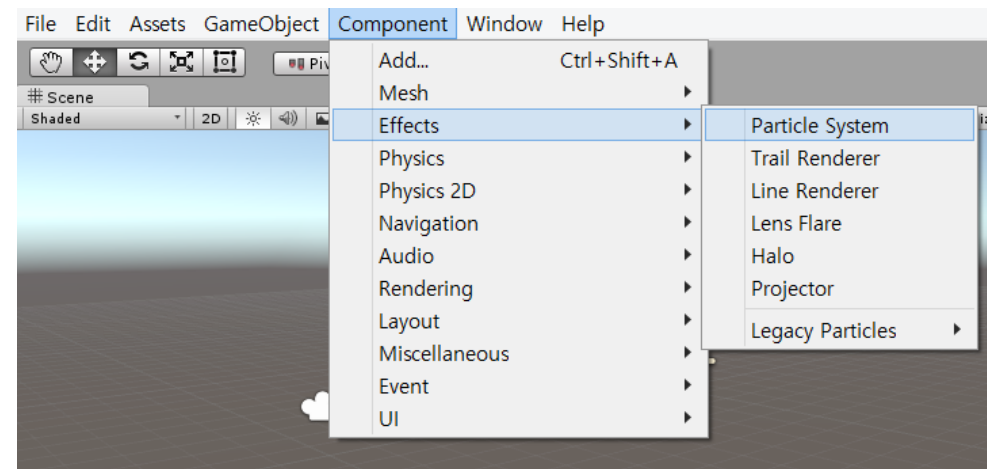 File Edit Assets GameObject Component Window Help
Piv
# Scene
Shaded 2D
Add... Ctrl+Shift+A
Mesh
Effects
Physics
Physics 2D
Navigation
Audio
Rendering
Layout
Miscellaneous
Event
UI
Particle System
Trail Renderer
Line Renderer
Lens Flare
Halo
Projector
Legacy Particles